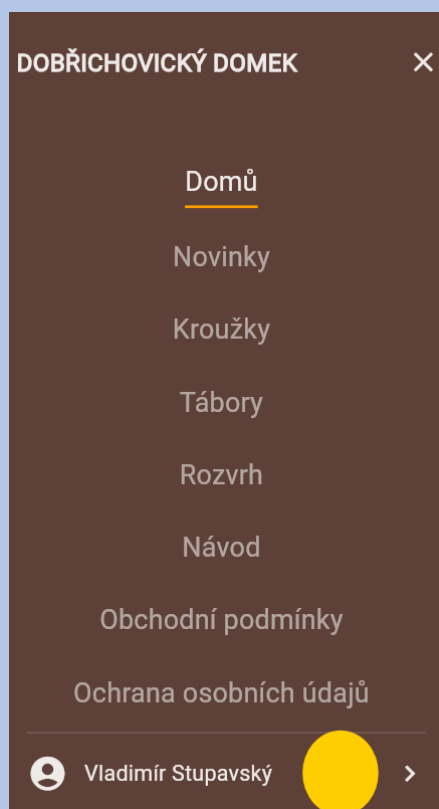 DOBŘICHOVICKÝ DOMEK
Domů
Novinky
Kroužky
Tábory
Rozvrh
Návod
Obchodní podmínky
Ochrana osobních údajů
Vladimír Stupavský